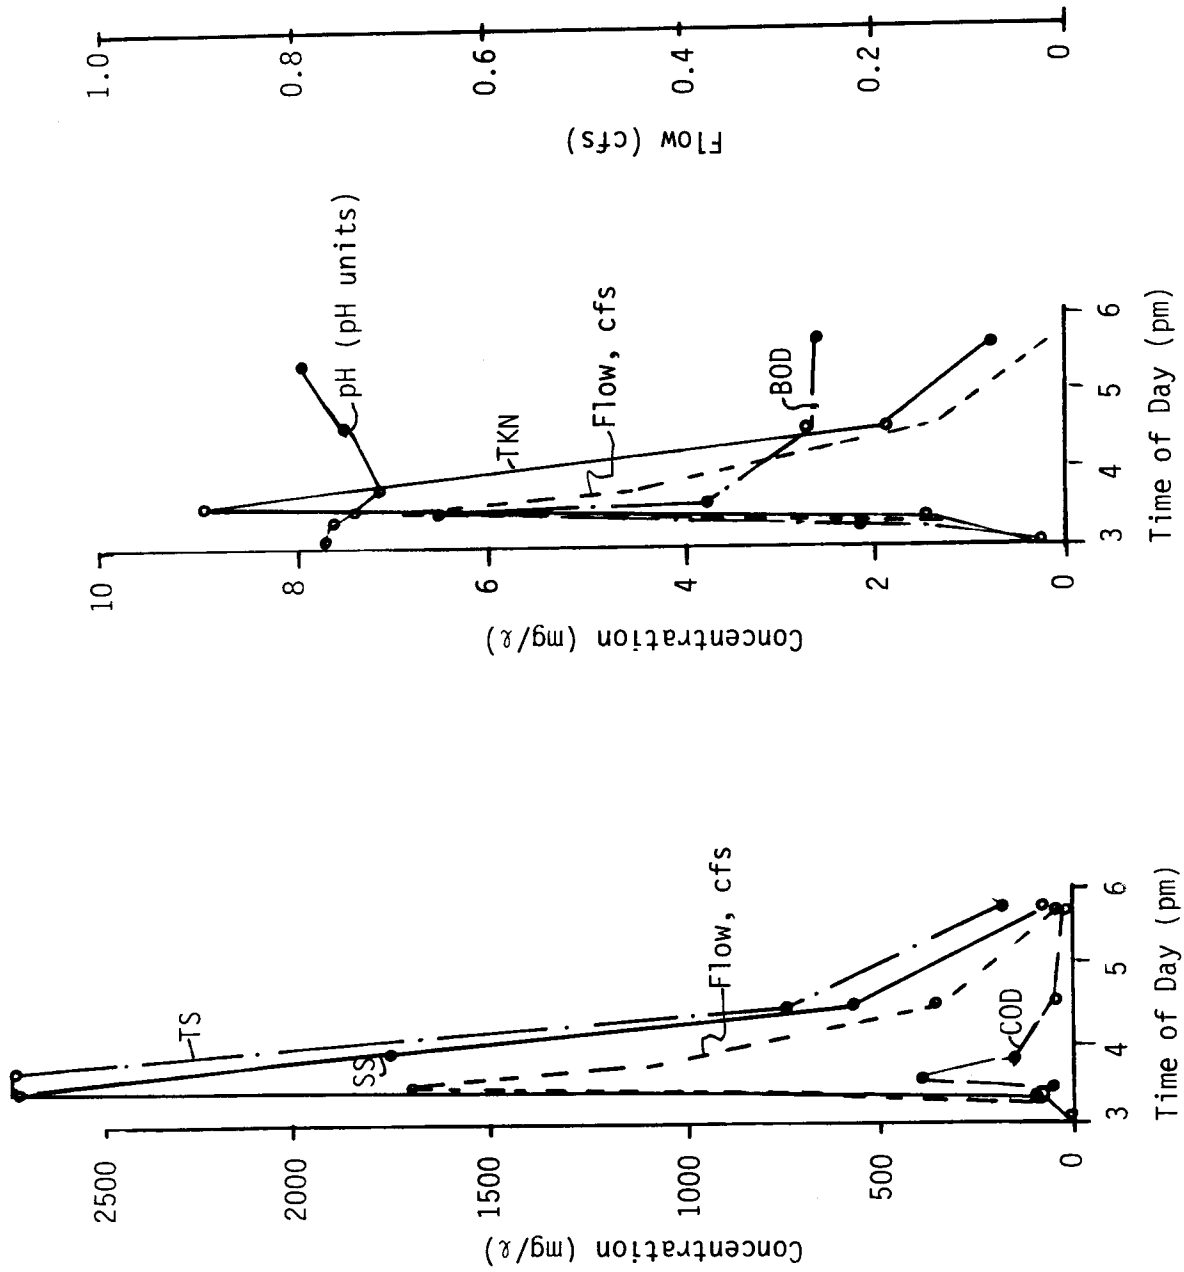 1.0
0.8
0.6
0.4
0.2
0
Flow (cfs)
pH (pH units)
Flow, cfs
TKN
BOD
10
8
6
4
2
0
Concentration (mg/ℓ)
3
4
5
6
Time of Day (pm)
TS
SS
Flow, cfs
COD
2500
2000
1500
1000
500
0
Concentration (mg/ℓ)
3
4
5
6
Time of Day (pm)